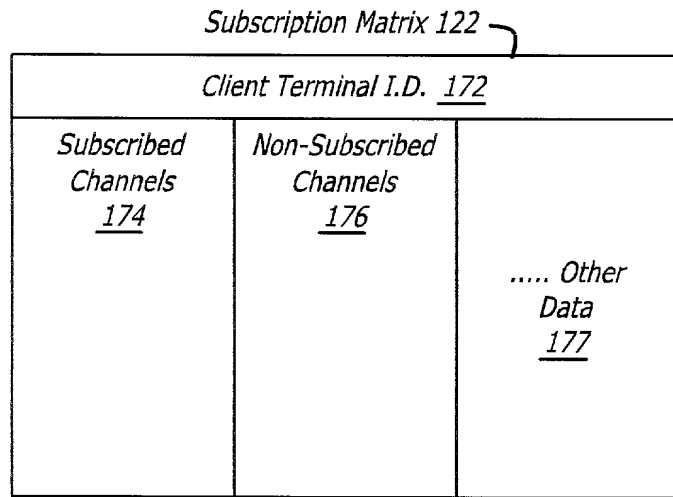 Subscription Matrix 122
Client Terminal I.D. 172
Subscribed
Channels
174
Non-Subscribed
Channels
176
..... Other
Data
177